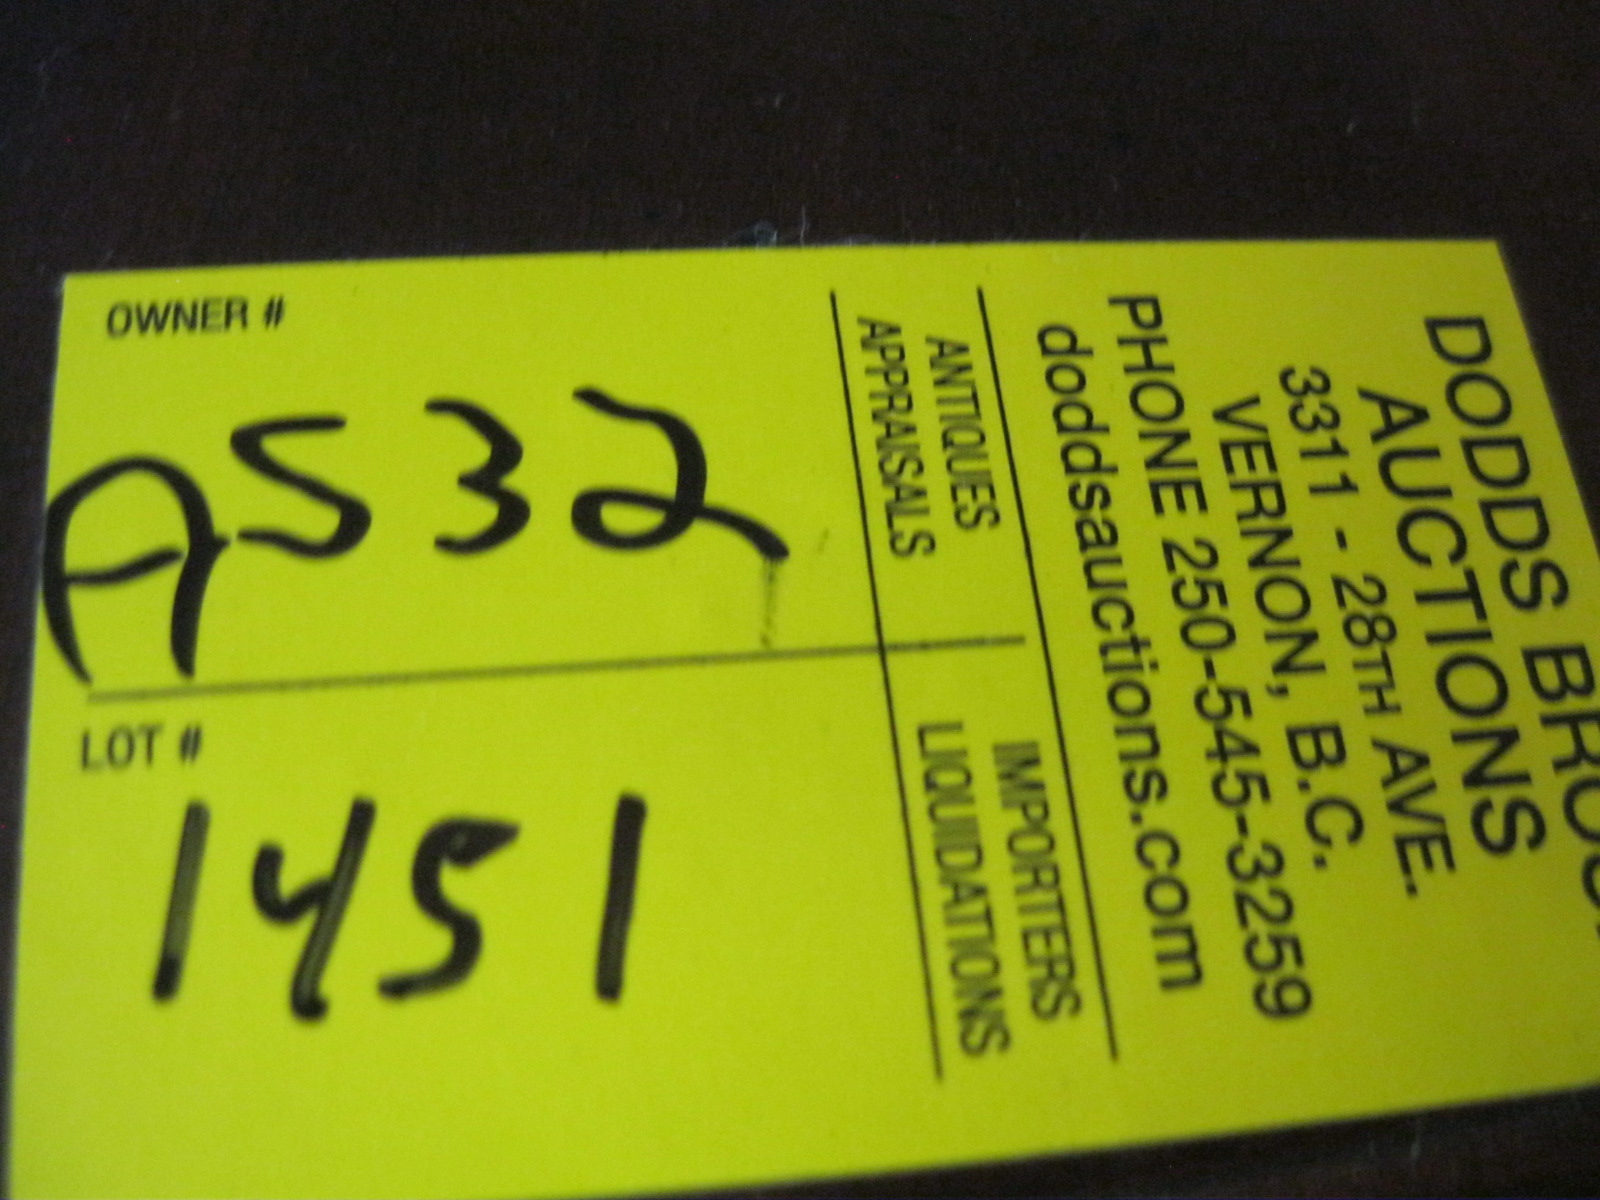 OWNER #
A532
LOT #
1451
DODDS
AUCTIONS
3311 - 28TH AVE.
VERNON, B.C.
PHONE 250-545-3259
doddsauctions.com
ANTIQUES
APPRAISALS
IMPORTERS
LIQUIDATIONS